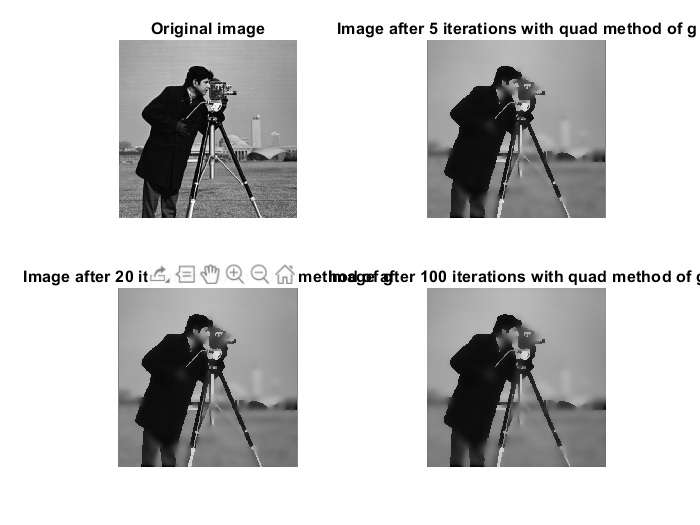 Original image
Image after 5 iterations with quad method of g
Image after 20 it
method of g
Image after 100 iterations with quad method of g